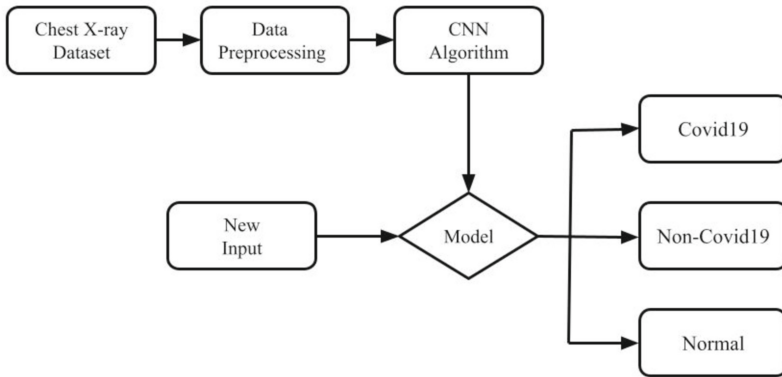 Chest X-ray
Dataset
Data
Preprocessing
CNN
Algorithm
Covid19
New
Input
Model
Non-Covid19
Normal